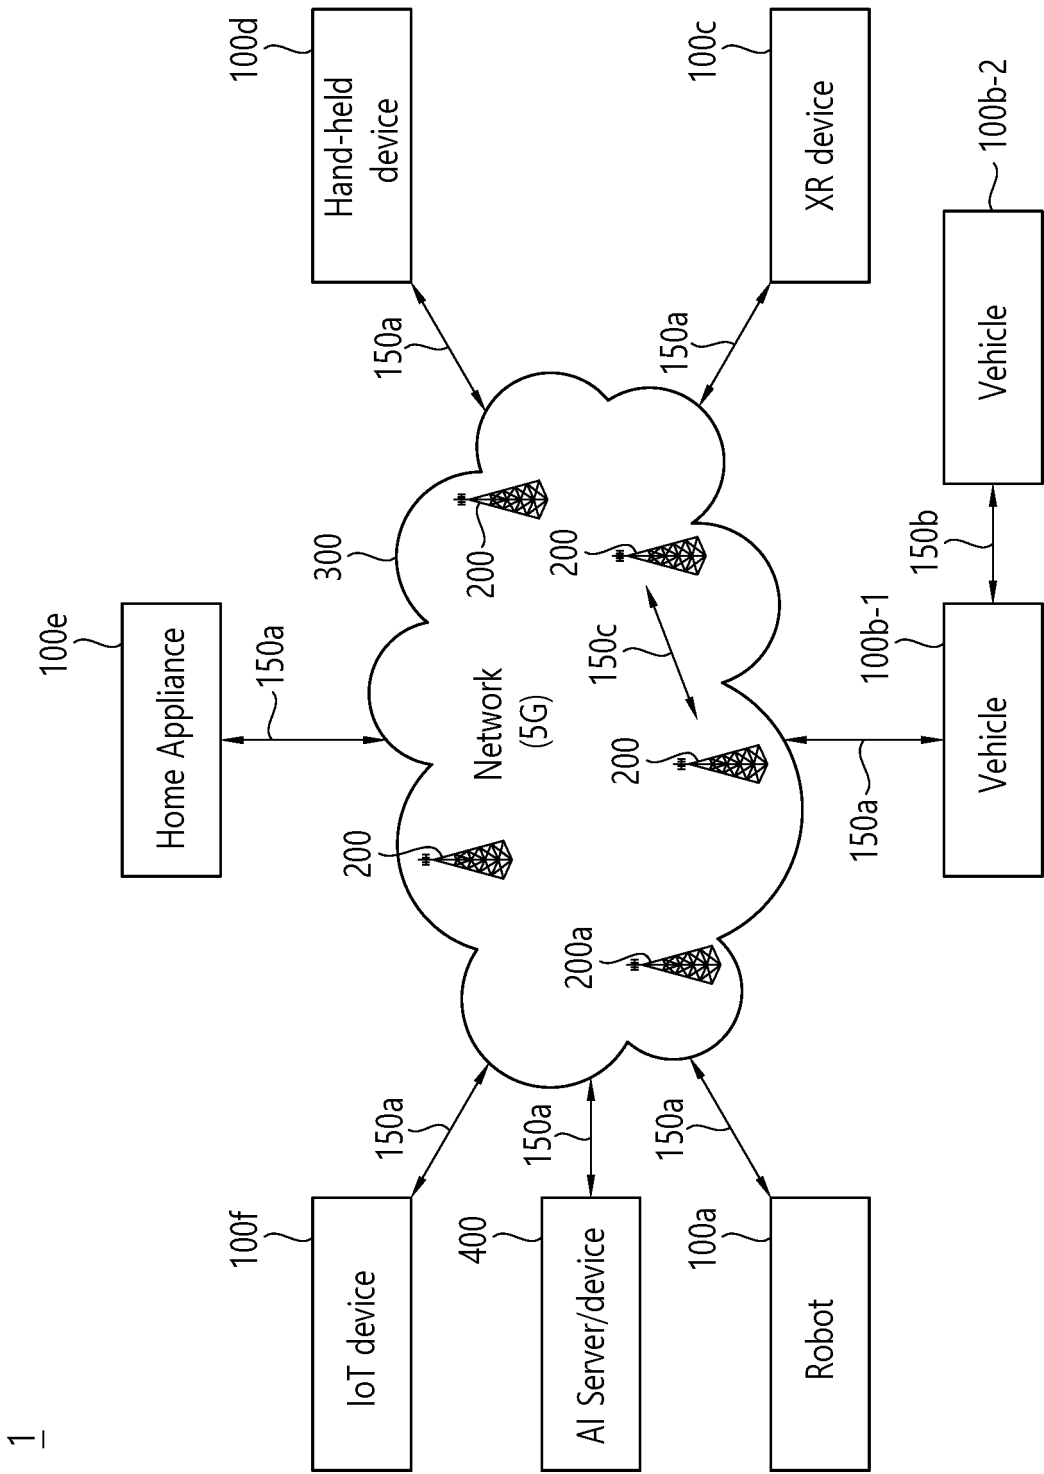 1
100e
Home Appliance
100f
150a
100d
300
IoT device
Hand-held
device
200
150a
150a
400
Network
(5G)
200
150a
200
200a
AI Server/device
150c
200
150a
150a
100a
100c
Robot
XR device
150a
100b-1
150b
Vehicle
Vehicle
100b-2